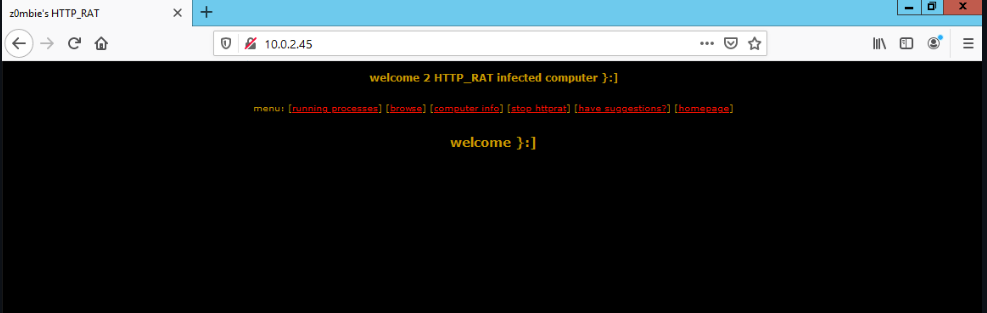 z0mbie's HTTP_RAT
10.0.2.45
welcome 2 HTTP_RAT infected computer }:]
menu: [running processes] [browse] [computer info] [stop httprat] [have suggestions?] [homepage]
welcome }:]